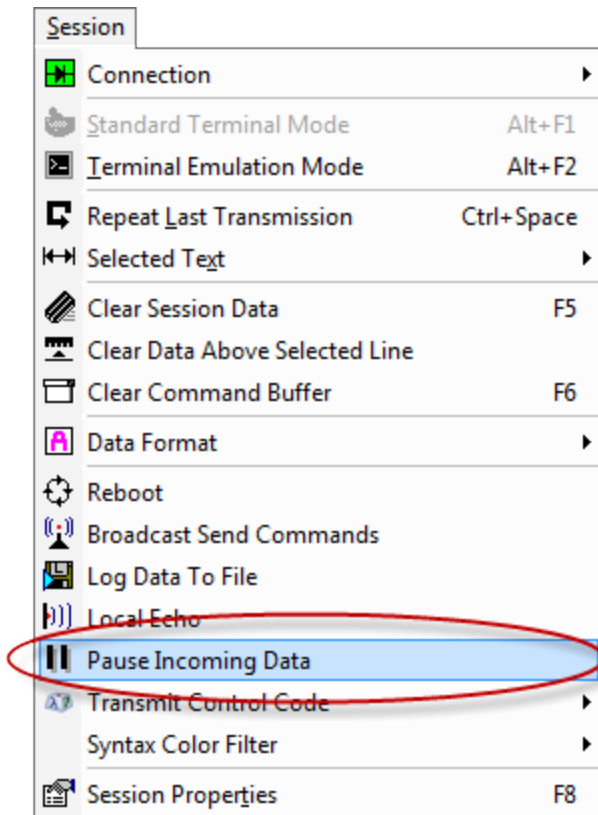 Session
Connection
Standard Terminal Mode Alt+F1
Terminal Emulation Mode Alt+F2
Repeat Last Transmission Ctrl+Space
Selected Text
Clear Session Data F5
Clear Data Above Selected Line
Clear Command Buffer F6
A Data Format
Reboot
Broadcast Send Commands
Log Data To File
Local Echo
Pause Incoming Data
Transmit Control Code
Syntax Color Filter
Session Properties F8